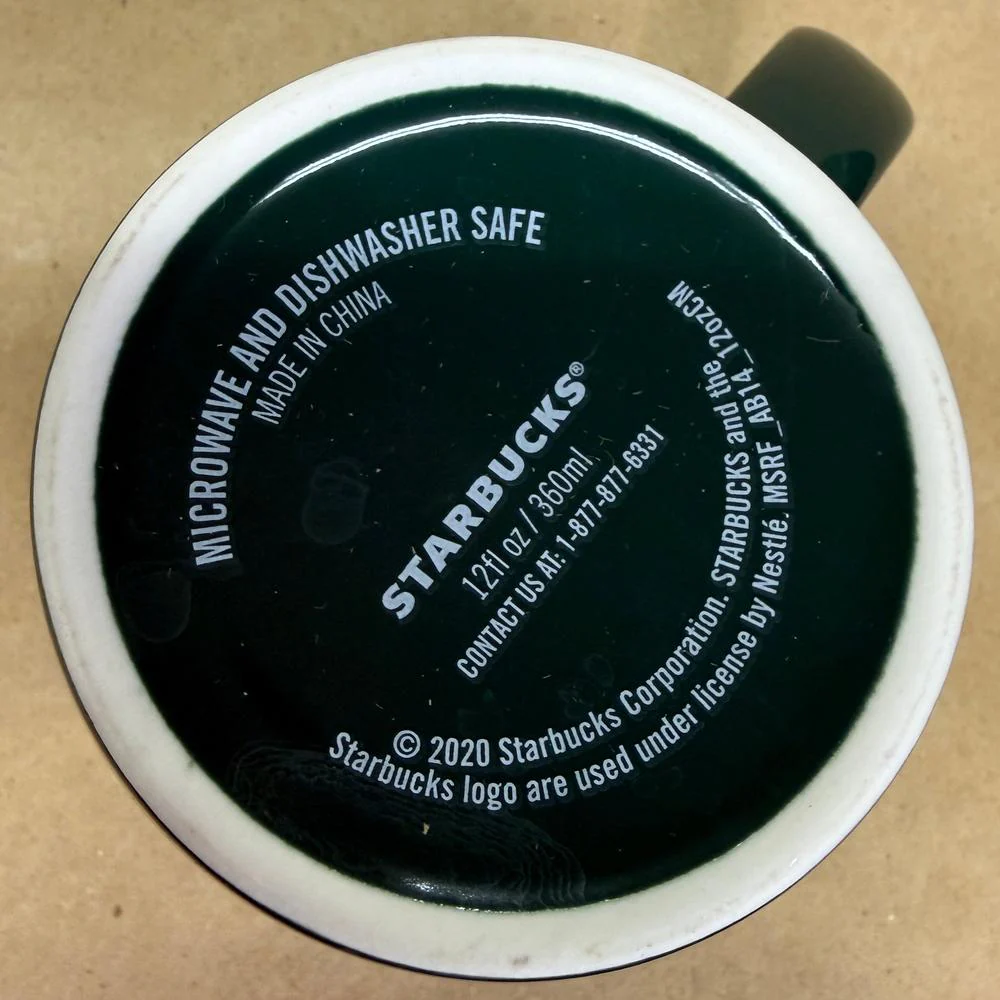 MICROWAVE AND DISHWASHER SAFE
MADE IN CHINA
STARBUCKS®
12fl oz / 360ml
CONTACT US AT: 1-877-877-6331
© 2020 Starbucks Corporation. STARBUCKS and the
Starbucks logo are used under license by Nestlé. MSRF_AB14_12ozCM